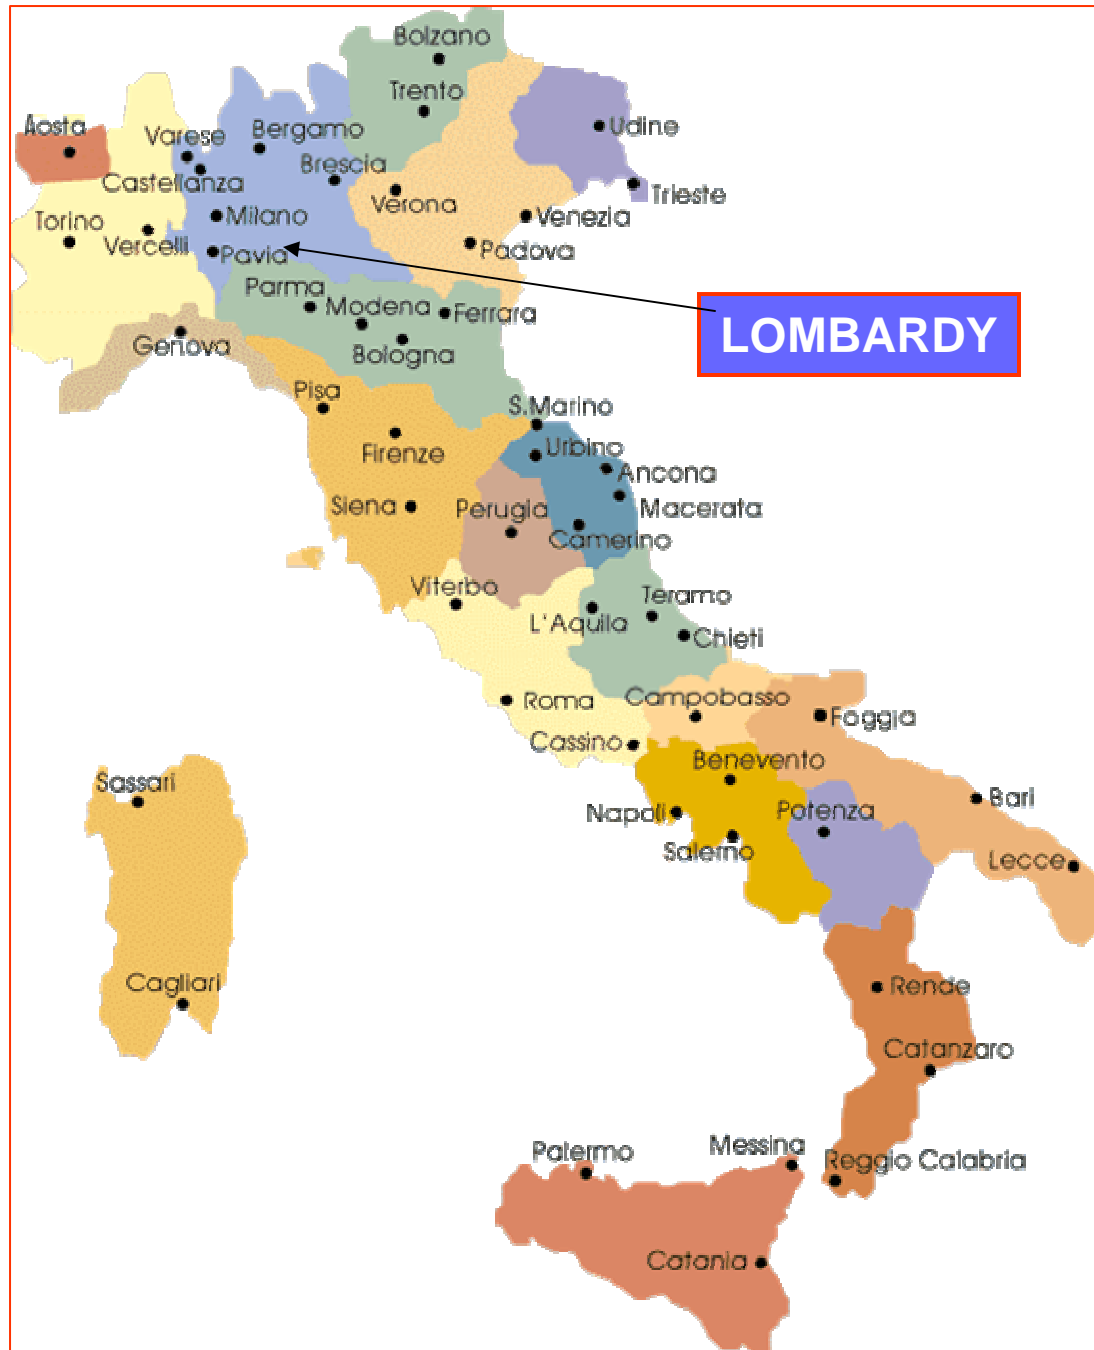 Bolzano
Trento
Udine
Aosta
Varese
Bergamo
Brescia
Castellanza
Verona
Trieste
Torino
Milano
Venezia
Vercelli
Pavia
Padova
Parma
Modena
Ferrara
LOMBARDY
Genova
Bologna
Pisa
S.Marino
Firenze
Urbino
Ancona
Siena
Perugia
Macerata
Camerino
Viterbo
Teramo
L'Aquila
Chieti
Roma
Campobasso
Foggia
Cassino
Benevento
Sassari
Napoli
Potenza
Bari
Salerno
Lecce
Cagliari
Rende
Catanzaro
Palermo
Messina
Reggio Calabria
Catania